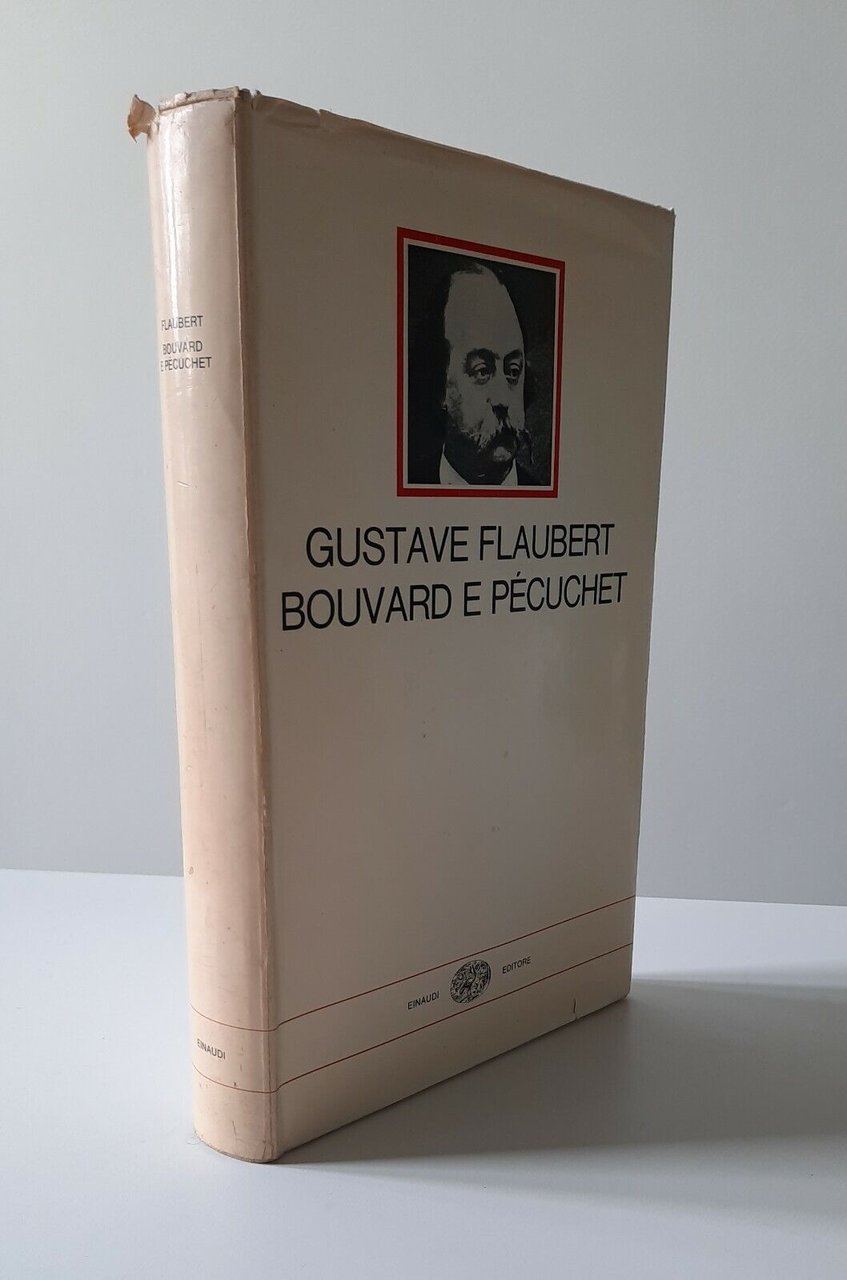 FLAUBERT
BOUVARD
E PÉCUCHET
EINAUDI
GUSTAVE FLAUBERT
BOUVARD E PÉCUCHET
EINAUDI EDITORE